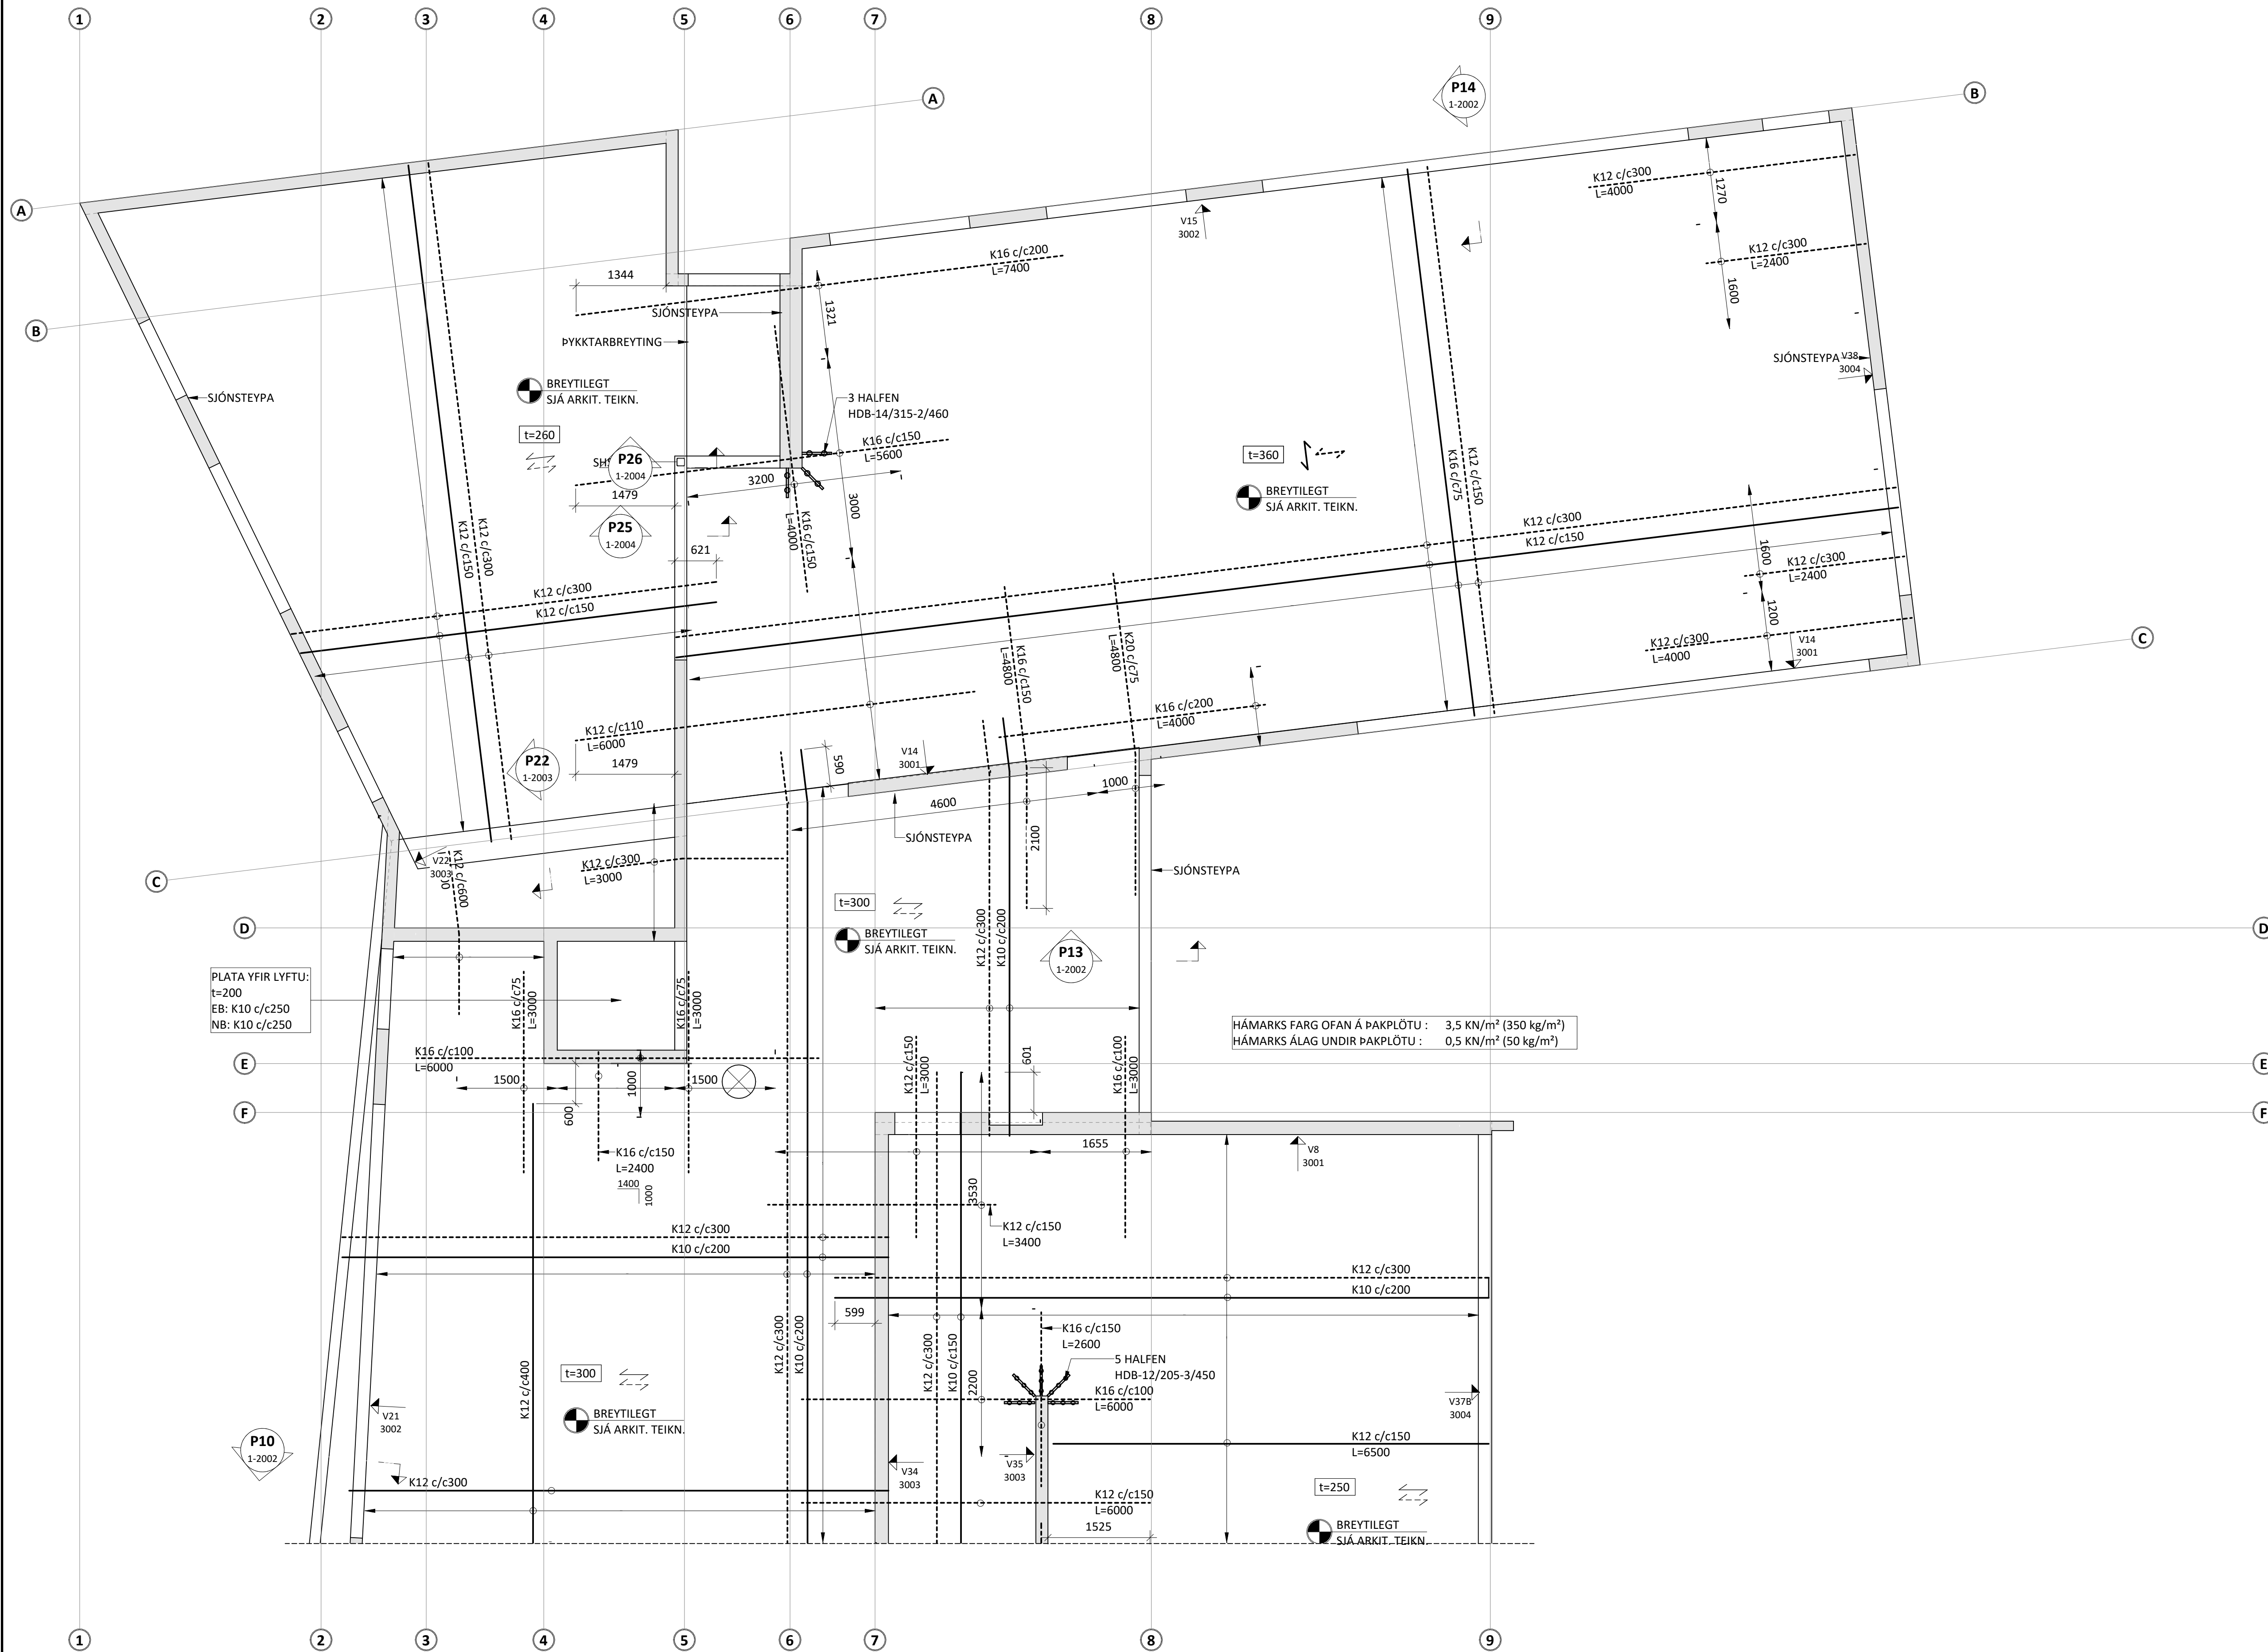 1
2
3
4
5
6
7
8
9
A
B
P14
1-2002
A
B
K12 c/c300
L=4000
1270
K12 c/c300
L=2400
1600
V15
3002
K16 c/c200
L=7400
1344
SJÓNSTEYPA
1321
ÞYKKTARBREYTING
SJÓNSTEYPA
V38
3004
BREYTILEGT
SJÁ ARKIT. TEIKN.
SJÓNSTEYPA
3 HALFEN
HDB-14/315-2/460
t=260
K16 c/c150
L=5600
P26
1-2004
3200
1479
3000
P25
1-2004
K16 c/c150
L=4000
621
t=360
BREYTILEGT
SJÁ ARKIT. TEIKN.
K16 c/c75
K12 c/c150
K12 c/c150
K12 c/c300
K12 c/c300
K12 c/c150
1600
K12 c/c300
L=2400
1200
K12 c/c300
K12 c/c150
K12 c/c300
L=4000
V14
3001
C
K16 c/c150
L=4800
K20 c/c75
L=4800
K16 c/c200
L=4000
K12 c/c110
L=6000
1479
P22
1-2003
590
V14
3001
4600
1000
2100
SJÓNSTEYPA
SJÓNSTEYPA
C
V22
3003
K12 c/c600
K12 c/c300
L=3000
t=300
BREYTILEGT
SJÁ ARKIT. TEIKN.
K12 c/c300
K10 c/c200
P13
1-2002
D
D
PLATA YFIR LYFTU:
t=200
EB: K10 c/c250
NB: K10 c/c250
K16 c/c75
L=3000
K16 c/c75
L=3000
HÁMARKS FARG OFAN Á ÞAKPLÖTU : 3,5 KN/m² (350 kg/m²)
HÁMARKS ÁLAG UNDIR ÞAKPLÖTU : 0,5 KN/m² (50 kg/m²)
K16 c/c100
L=6000
E
E
1500
1000
1500
600
K12 c/c150
L=3000
601
K16 c/c100
L=3000
F
F
1655
K16 c/c150
L=2400
1400
1000
V8
3001
3530
K12 c/c150
L=3400
K12 c/c300
K10 c/c200
K12 c/c300
K10 c/c200
599
K16 c/c150
L=2600
5 HALFEN
HDB-12/205-3/450
K16 c/c100
L=6000
2200
K12 c/c300
K10 c/c200
K12 c/c300
K10 c/c150
K12 c/c400
t=300
BREYTILEGT
SJÁ ARKIT. TEIKN.
V21
3002
V37B
3004
P10
1-2002
K12 c/c150
L=6500
V34
3003
V35
3003
K12 c/c300
t=250
K12 c/c150
L=6000
1525
BREYTILEGT
SJÁ ARKIT. TEIKN.
1
2
3
4
5
6
7
8
9